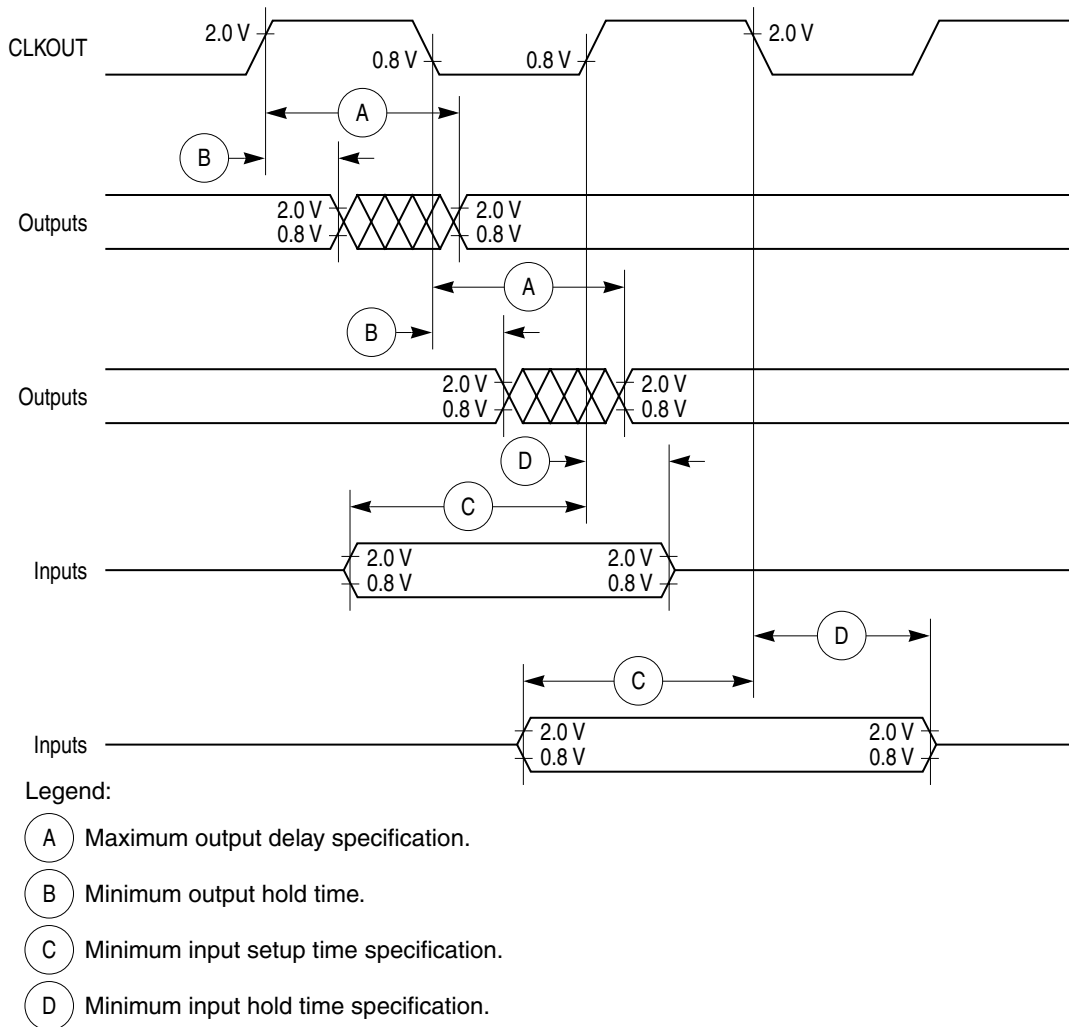 CLKOUT
2.0 V
0.8 V
0.8 V
2.0 V
A
B
Outputs
2.0 V
0.8 V
2.0 V
0.8 V
A
B
Outputs
2.0 V
0.8 V
2.0 V
0.8 V
D
C
Inputs
2.0 V
0.8 V
2.0 V
0.8 V
D
C
Inputs
2.0 V
0.8 V
2.0 V
0.8 V
Legend:
A Maximum output delay specification.
B Minimum output hold time.
C Minimum input setup time specification.
D Minimum input hold time specification.